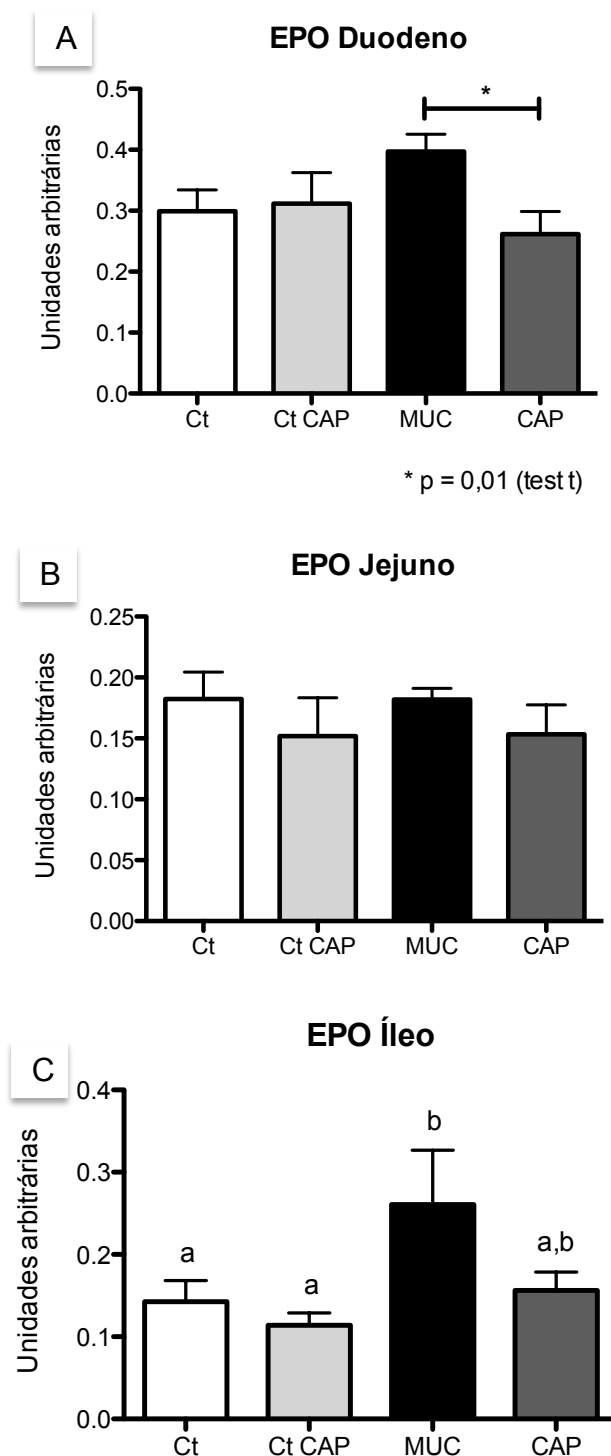 A
EPO Duodeno
Unidades arbitrárias
0.5
0.4
0.3
0.2
0.1
0.0
*
Ct Ct CAP MUC CAP
* p = 0,01 (test t)
B
EPO Jejuno
Unidades arbitrárias
0.25
0.20
0.15
0.10
0.05
0.00
Ct Ct CAP MUC CAP
C
EPO Íleo
Unidades arbitrárias
0.4
0.3
0.2
0.1
0.0
a
a
b
a,b
Ct Ct CAP MUC CAP